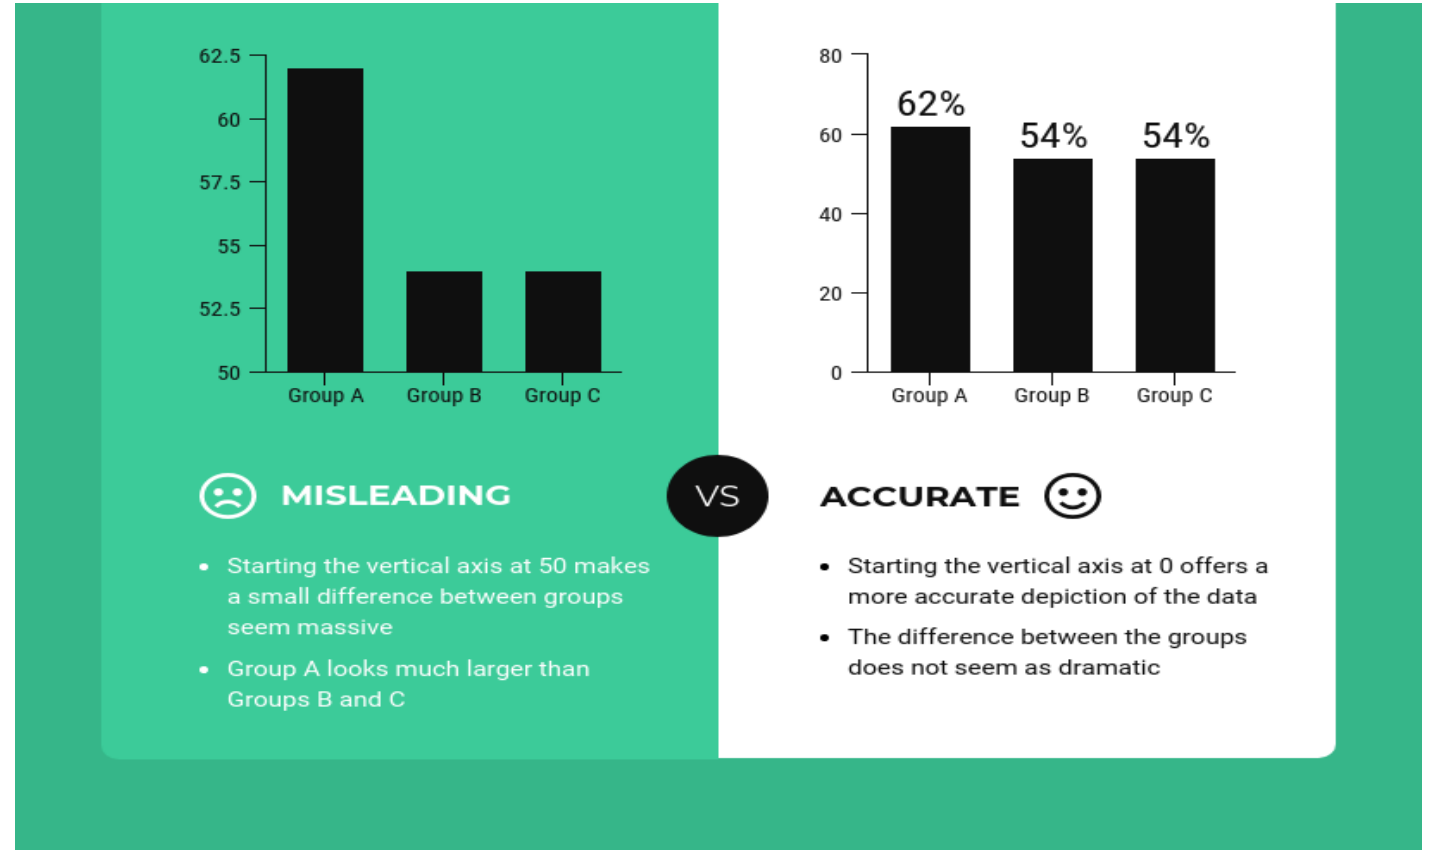 62.5
60
57.5
55
52.5
50
Group A Group B Group C
80
60
40
20
0
62%
54%
54%
Group A Group B Group C
MISLEADING
VS
ACCURATE
Starting the vertical axis at 50 makes
a small difference between groups
seem massive
Group A looks much larger than
Groups B and C
Starting the vertical axis at 0 offers a
more accurate depiction of the data
The difference between the groups
does not seem as dramatic